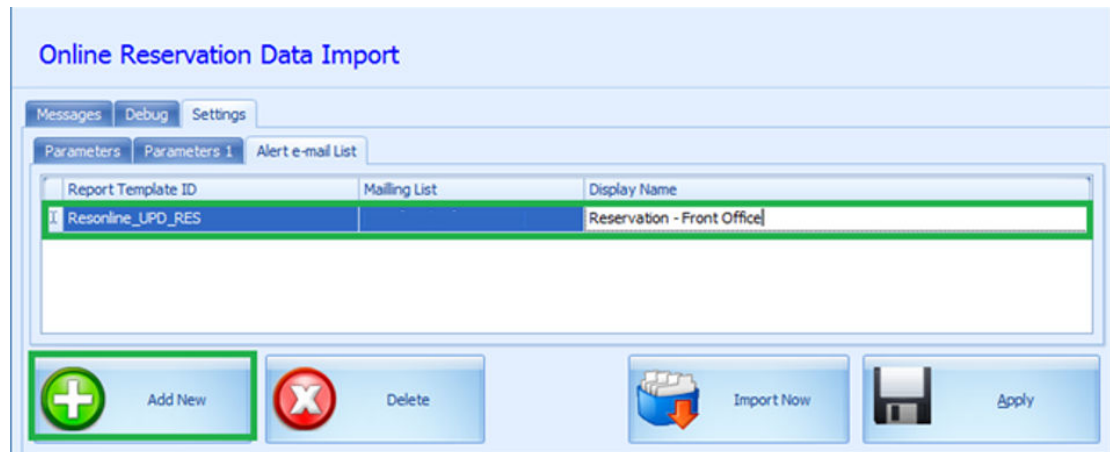 Online Reservation Data Import
Messages Debug Settings
Parameters Parameters 1 Alert e-mail List
Report Template ID Mailing List Display Name
Resonline_UPD_RES Reservation - Front Office
Add New Delete Import Now Apply